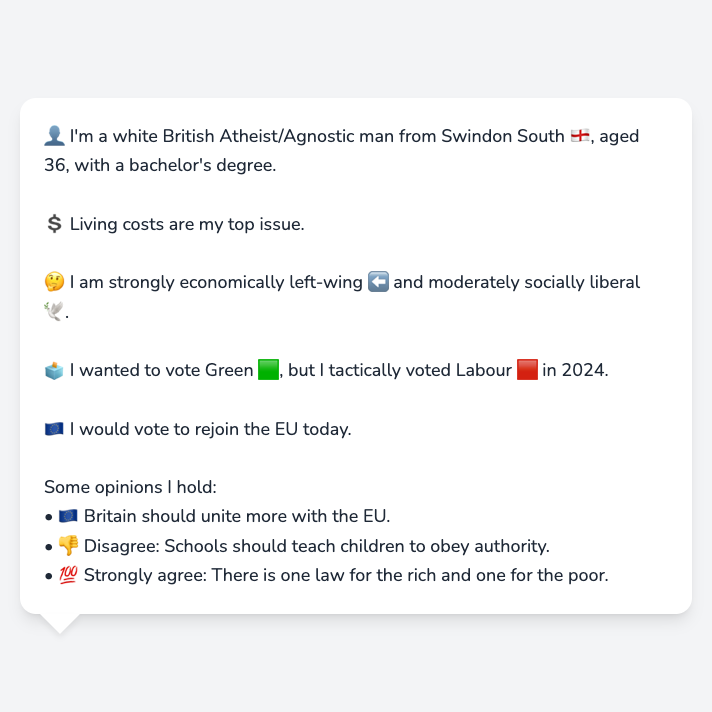 👤 I'm a white British Atheist/Agnostic man from Swindon South 🏴󠁧󠁢󠁥󠁮󠁧󠁿, aged
36, with a bachelor's degree.
💲 Living costs are my top issue.
🤔 I am strongly economically left-wing ⬅️ and moderately socially liberal
🕊️.
🗳️ I wanted to vote Green 🟩, but I tactically voted Labour 🟥 in 2024.
🇪🇺 I would vote to rejoin the EU today.
Some opinions I hold:
• 🇪🇺 Britain should unite more with the EU.
• 👎 Disagree: Schools should teach children to obey authority.
• 💯 Strongly agree: There is one law for the rich and one for the poor.